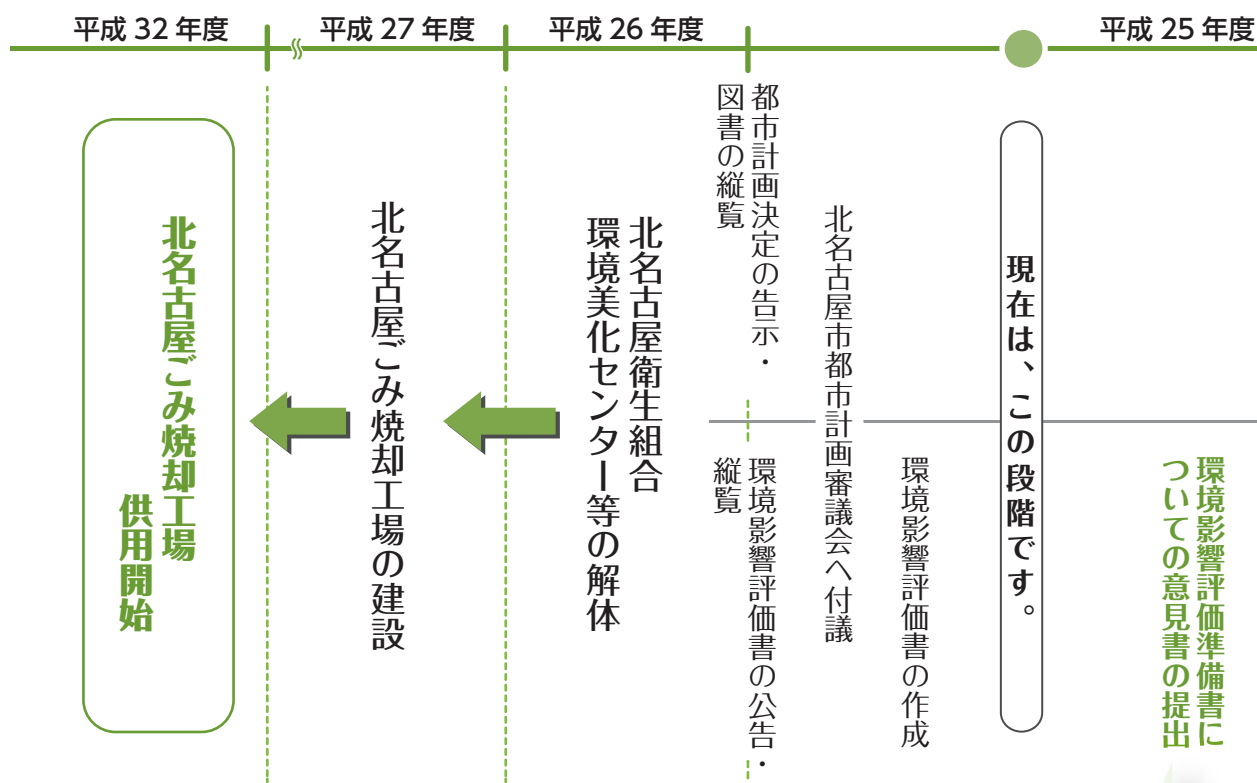 平成 32 年度
平成 27 年度
平成 26 年度
平成 25 年度
環境影響評価準備書に
ついての意見書の提出
現在は、この段階です。
環境影響評価書の作成
北名古屋市都市計画審議会へ付議
都市計画決定の告示・
図書の縦覧
環境影響評価書の公告・
縦覧
北名古屋衛生組合
環境美化センター等の解体
北名古屋ごみ焼却工場の建設
北名古屋ごみ焼却工場
供用開始